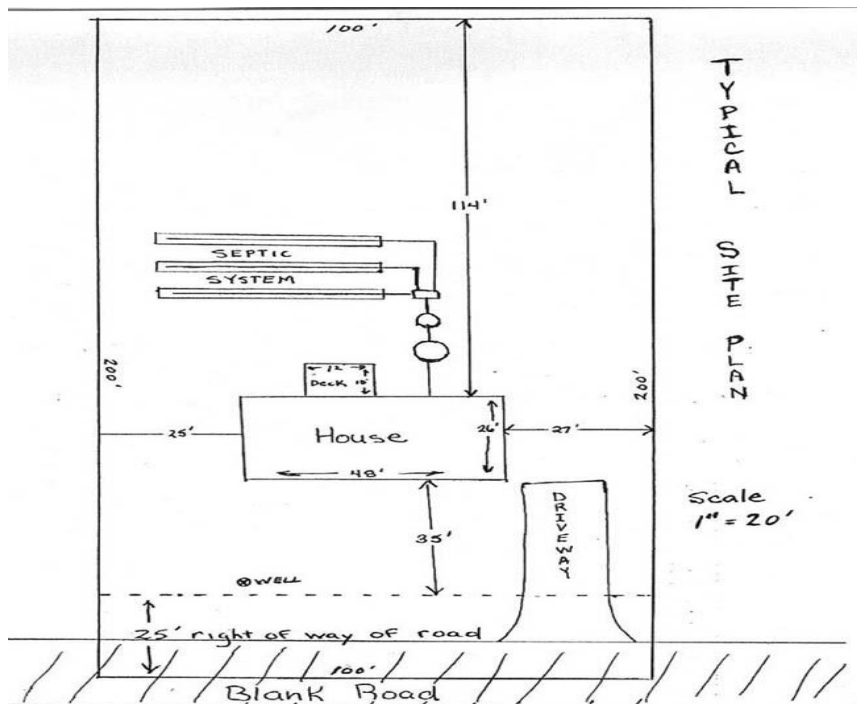 100'
TYPICAL SITE PLAN
114'
SEPTIC
SYSTEM
200'
200'
12'
Deck 10'
25'
House
26'
27'
48'
Scale
1" = 20'
35'
DRIVEWAY
WELL
25' right of way of road
100'
Blank Road